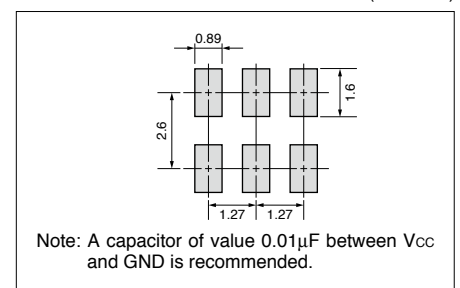 0.89
1.6
2.6
1.27 1.27
Note: A capacitor of value 0.01µF between Vcc
and GND is recommended.